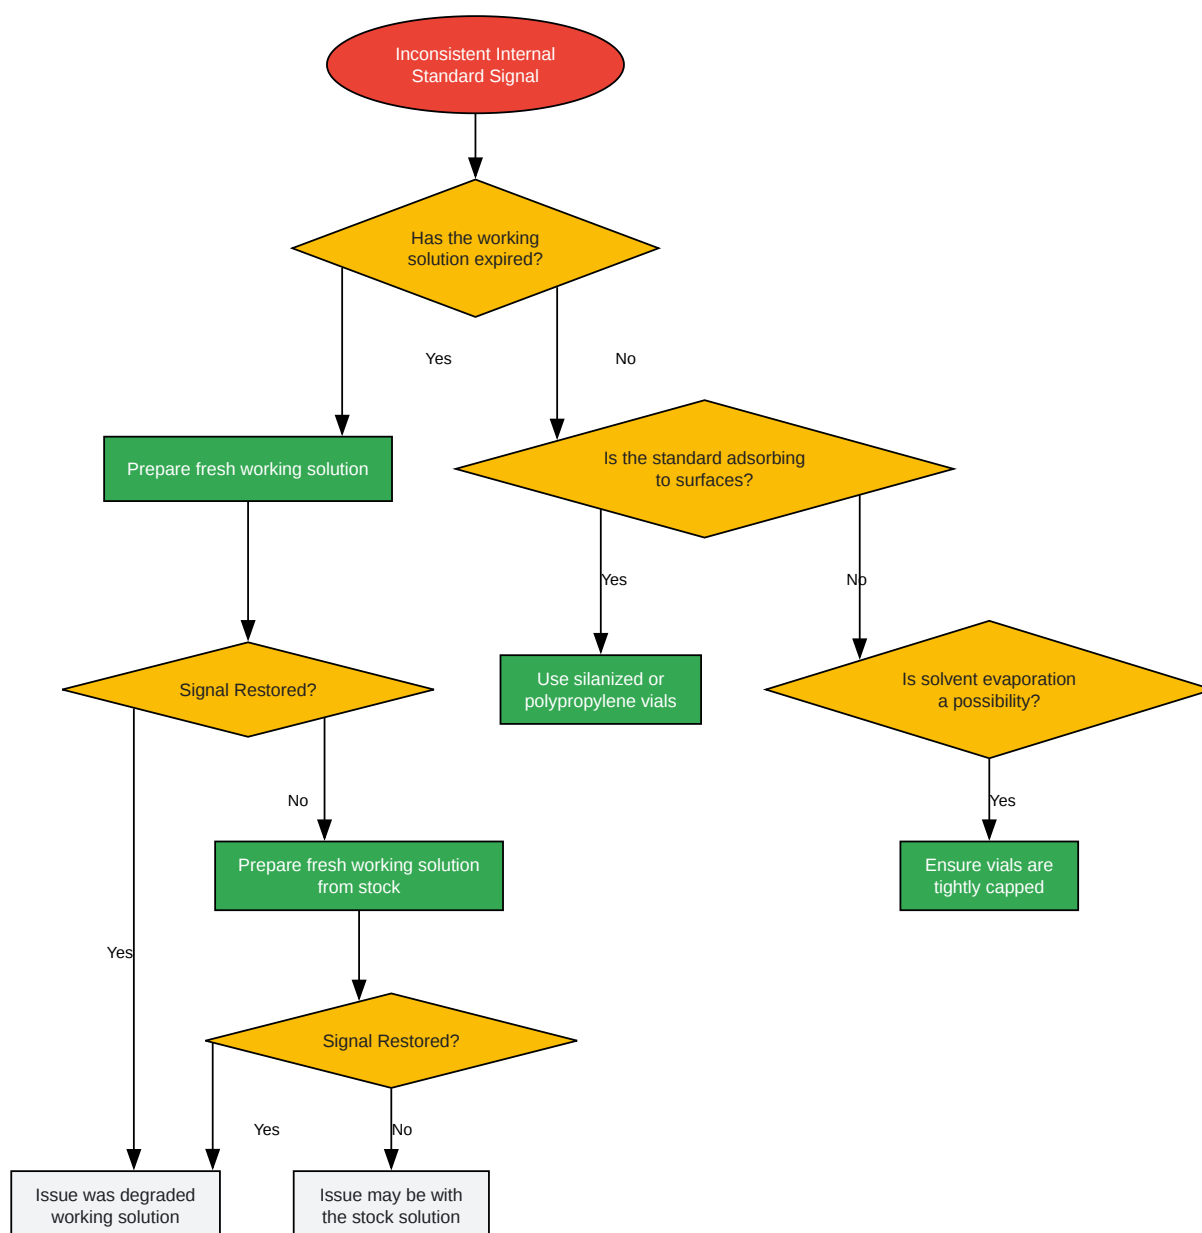 Inconsistent Internal
Standard Signal
Has the working
solution expired?
Yes
No
Prepare fresh working solution
Is the standard adsorbing
to surfaces?
Yes
No
Signal Restored?
Use silanized or
polypropylene vials
Is solvent evaporation
a possibility?
No
Yes
Prepare fresh working solution
from stock
Ensure vials are
tightly capped
Yes
Signal Restored?
Yes
No
Issue was degraded
working solution
Issue may be with
the stock solution